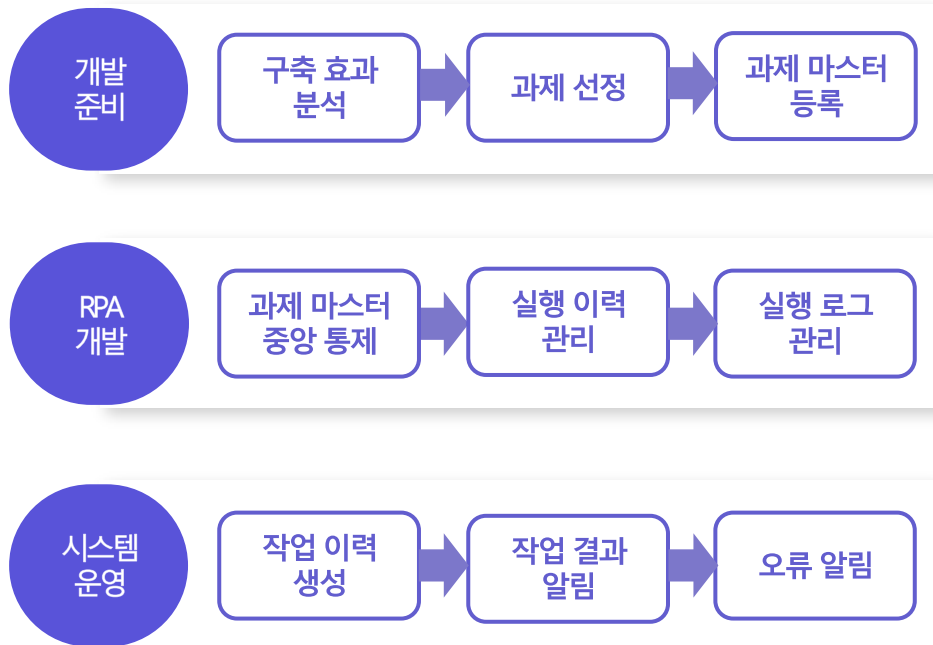 개발
준비
구축 효과
분석
과제 선정
과제 마스터
등록
RPA
개발
과제 마스터
중앙 통제
실행 이력
관리
실행 로그
관리
시스템
운영
작업 이력
생성
작업 결과
알림
오류 알림